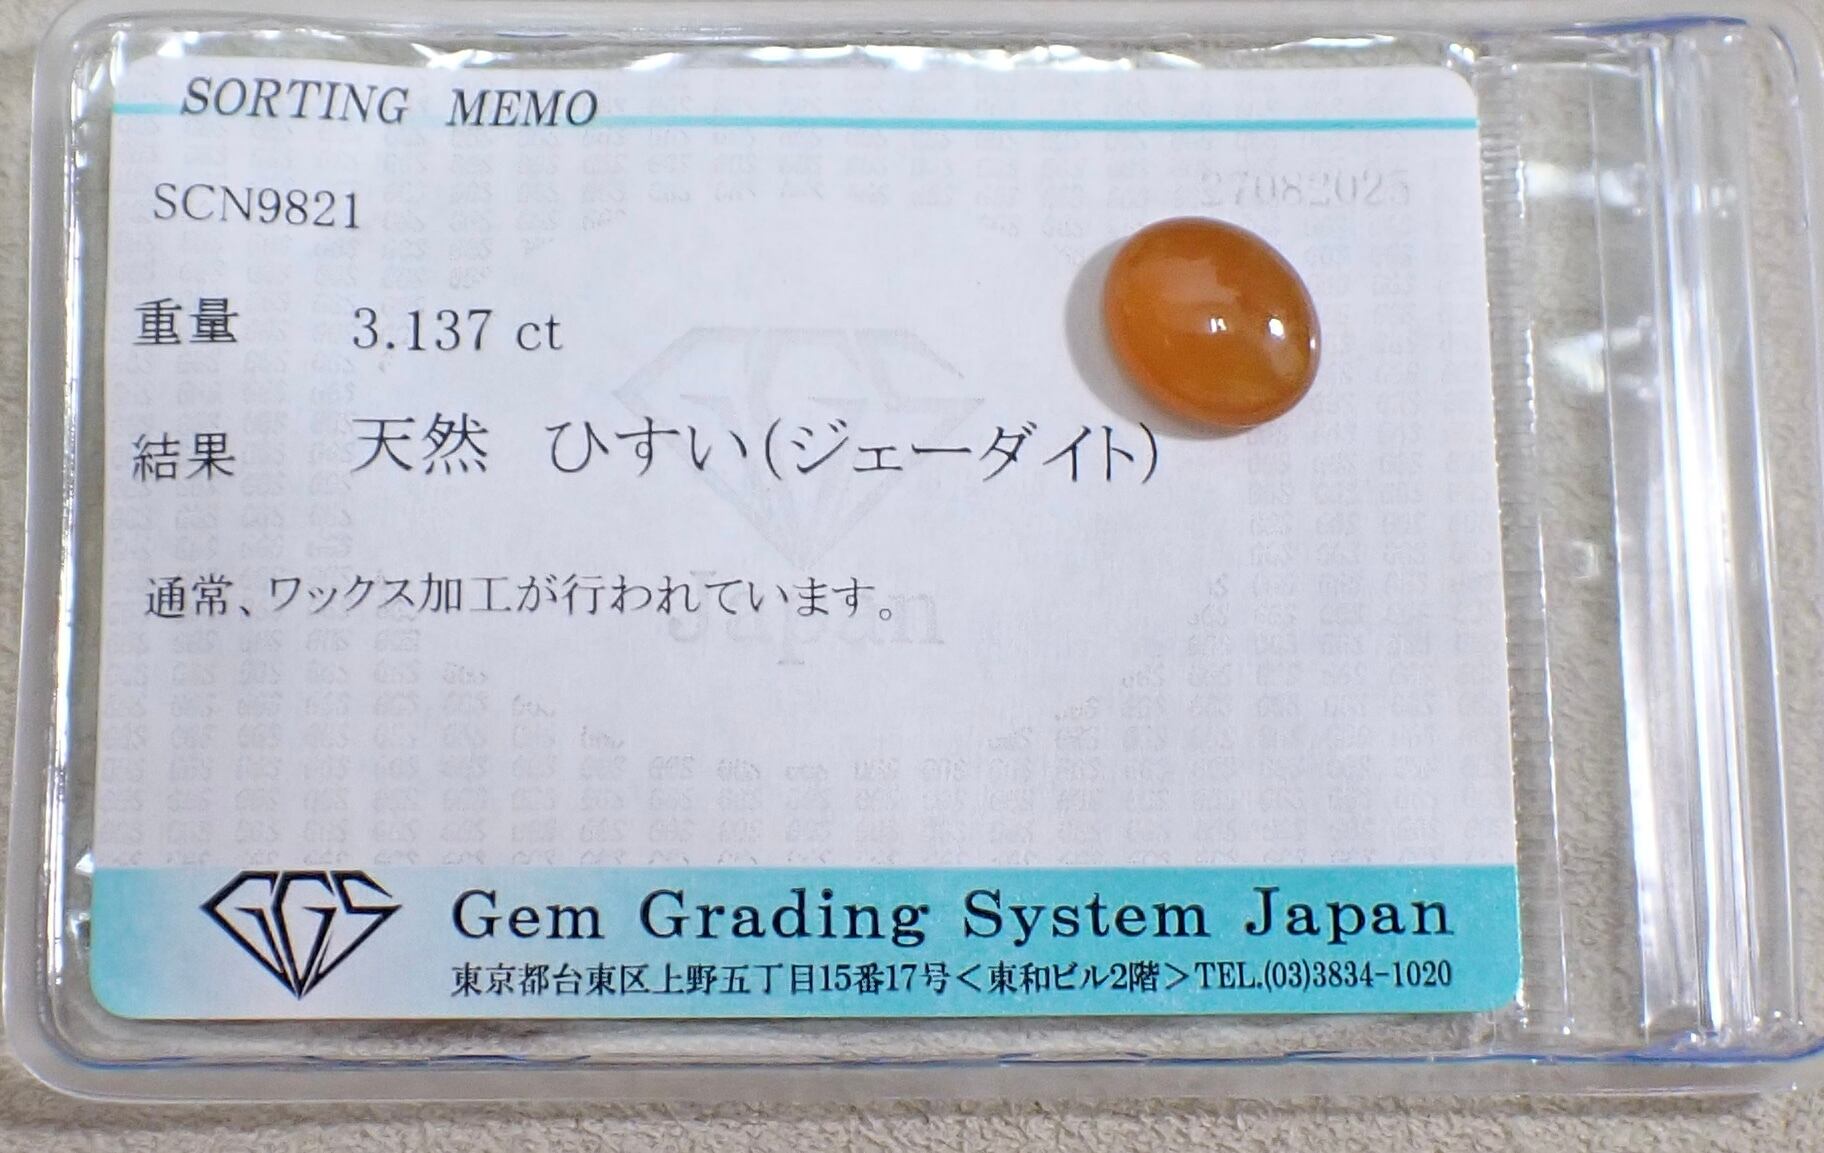 SORTING MEMO
SCN9821
27082025
重量 3.137 ct
結果 天然 ひすい(ジェーダイト)
通常、ワックス加工が行われています。
Japan
GGS
Gem Grading System Japan
東京都台東区上野五丁目15番17号＜東和ビル2階＞TEL.(03)3834-1020